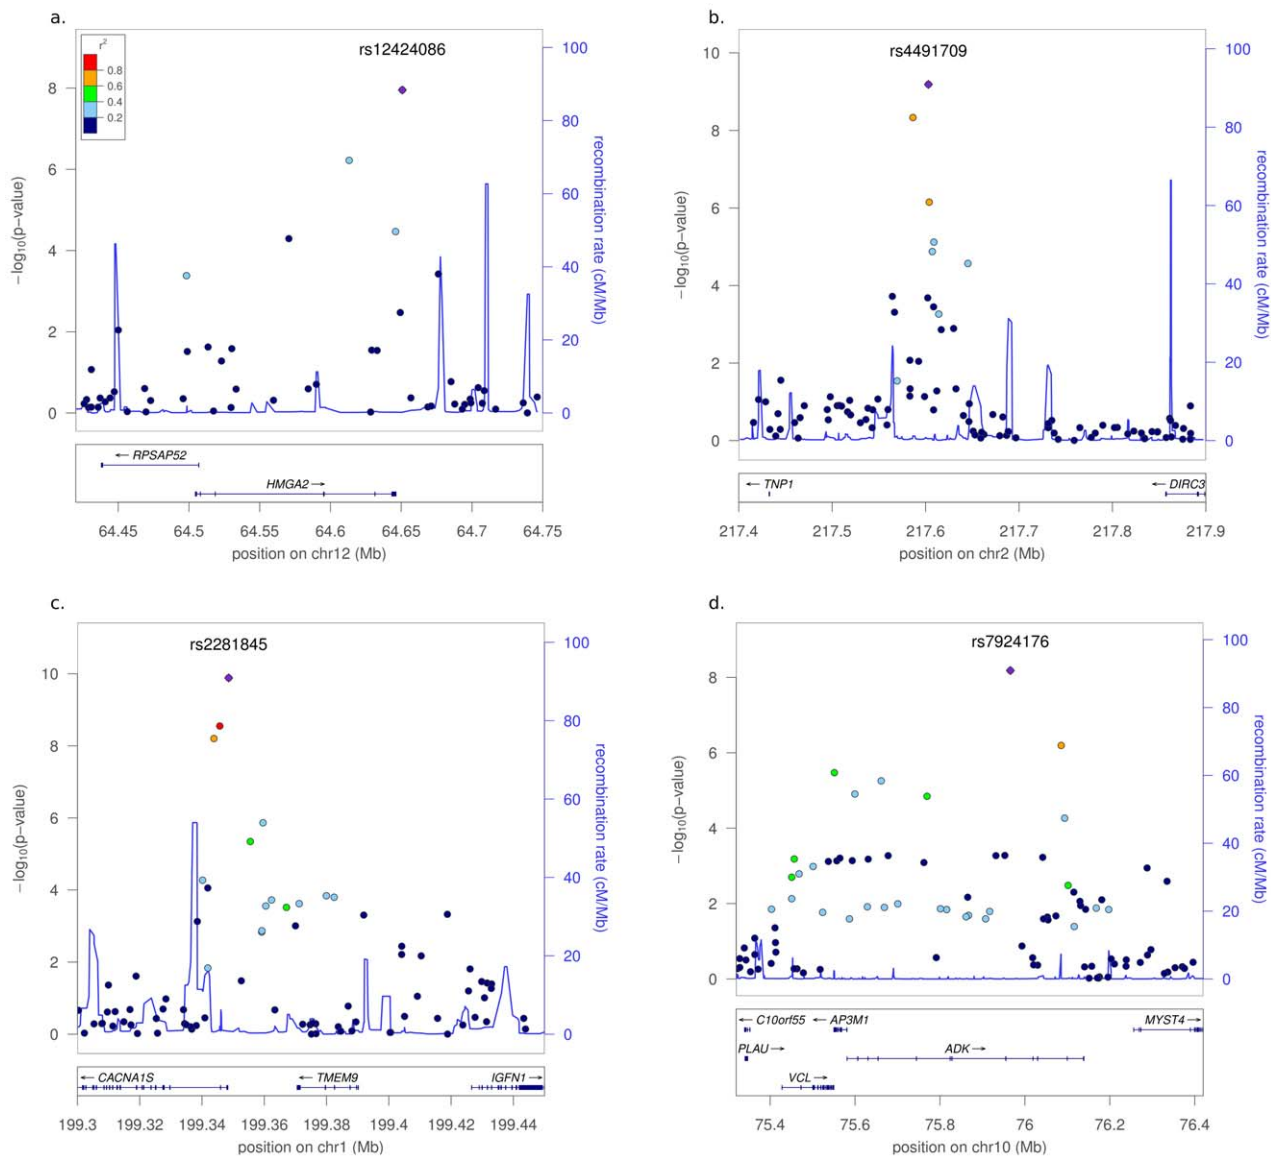 a.
rs12424086
r2
0.8
0.6
0.4
0.2
8
6
4
2
0
−log10(p−value)
100
80
60
40
20
0
recombination rate (cM/Mb)
← RPSAP52
HMGA2 →
64.45 64.5 64.55 64.6 64.65 64.7 64.75
position on chr12 (Mb)
b.
rs4491709
10
8
6
4
2
0
−log10(p−value)
100
80
60
40
20
0
recombination rate (cM/Mb)
← TNP1
← DIRC3
217.4 217.5 217.6 217.7 217.8 217.9
position on chr2 (Mb)
c.
rs2281845
10
8
6
4
2
0
−log10(p−value)
100
80
60
40
20
0
recombination rate (cM/Mb)
← CACNA1S
← TMEM9
IGFN1 →
199.3 199.32 199.34 199.36 199.38 199.4 199.42 199.44
position on chr1 (Mb)
d.
rs7924176
8
6
4
2
0
−log10(p−value)
100
80
60
40
20
0
recombination rate (cM/Mb)
← C10orf55 ← AP3M1 MYST4 →
PLAU → ADK →
VCL →
75.4 75.6 75.8 76 76.2 76.4
position on chr10 (Mb)